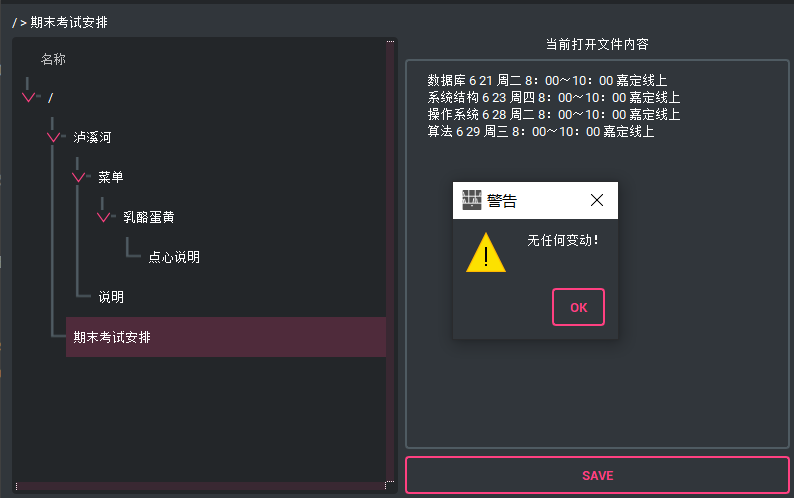 / > 期末考试安排
名称
/
泸溪河
菜单
乳酪蛋黄
点心说明
说明
期末考试安排
当前打开文件内容
数据库 6 21 周二 8：00～10：00 嘉定线上
系统结构 6 23 周四 8：00～10：00 嘉定线上
操作系统 6 28 周二 8：00～10：00 嘉定线上
算法 6 29 周三 8：00～10：00 嘉定线上
警告
无任何变动！
OK
SAVE